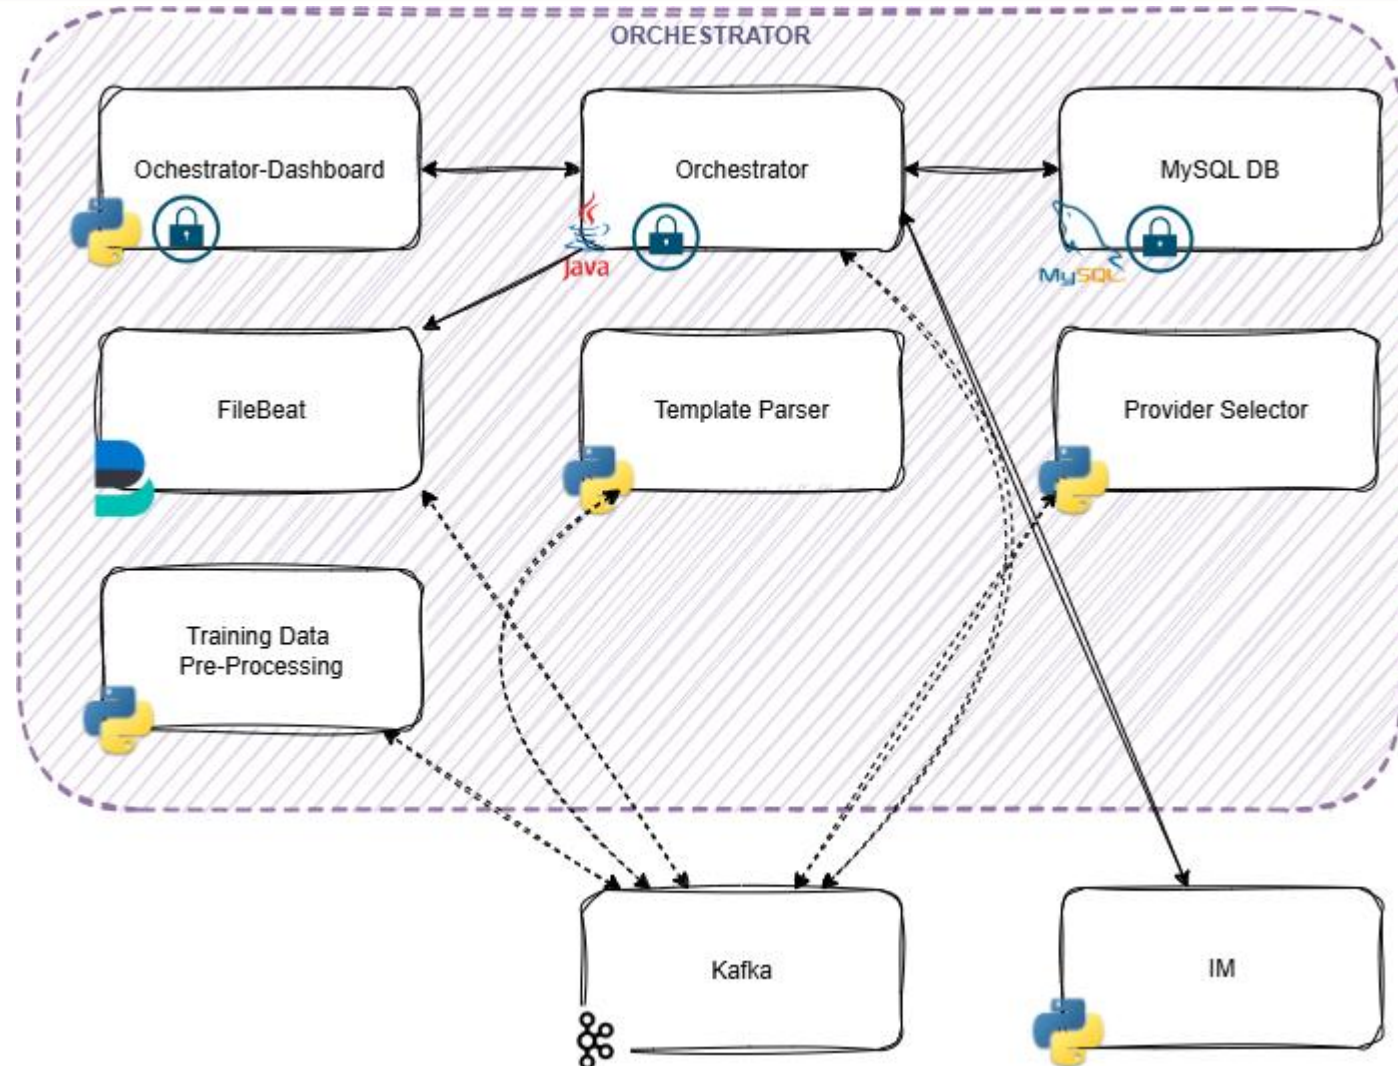 ORCHESTRATOR
Ochestrator-Dashboard
Orchestrator
MySQL DB
Java
MySQL
FileBeat
Template Parser
Provider Selector
Training Data
Pre-Processing
Kafka
IM